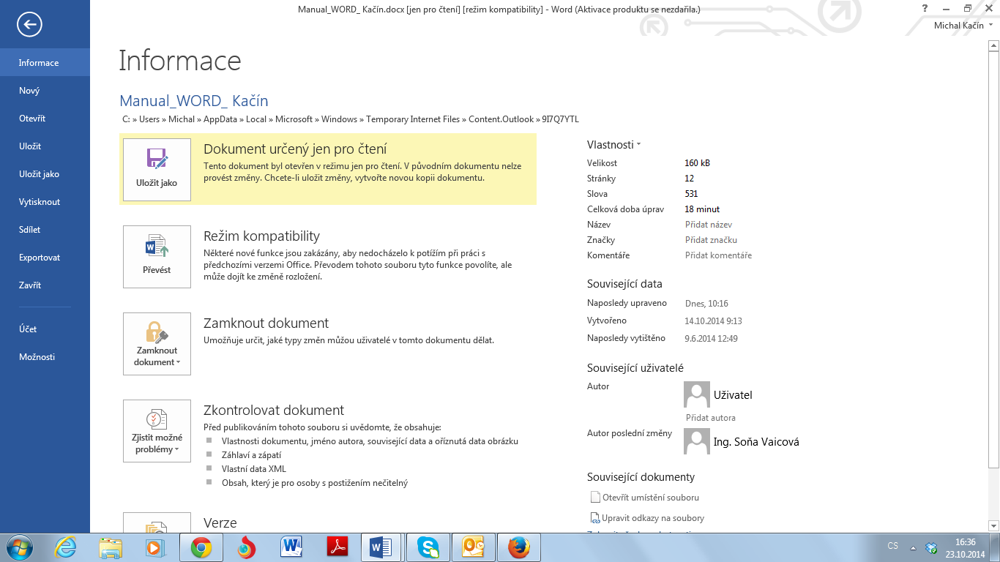 Manual_WORD_ Kačín.docx [jen pro čtení] [režim kompatibility] - Word (Aktivace produktu se nezdařila.)
?
Michal Kačín
Informace
Nový
Otevřít
Uložit
Uložit jako
Vytisknout
Sdílet
Exportovat
Zavřít
Účet
Možnosti
Informace
Manual_WORD_ Kačín
C: » Users » Michal » AppData » Local » Microsoft » Windows » Temporary Internet Files » Content.Outlook » 9I7Q7YTL
Uložit jako
Dokument určený jen pro čtení
Tento dokument byl otevřen v režimu jen pro čtení. V původním dokumentu nelze
provést změny. Chcete-li uložit změny, vytvořte novou kopii dokumentu.
Převést
Režim kompatibility
Některé nové funkce jsou zakázány, aby nedocházelo k potížím při práci s
předchozími verzemi Office. Převodem tohoto souboru tyto funkce povolíte, ale
může dojít ke změně rozložení.
Zamknout
dokument
Zamknout dokument
Umožňuje určit, jaké typy změn můžou uživatelé v tomto dokumentu dělat.
Zjistit možné
problémy
Zkontrolovat dokument
Před publikováním tohoto souboru si uvědomte, že obsahuje:
Vlastnosti dokumentu, jméno autora, související data a oříznutá data obrázku
Záhlaví a zápatí
Vlastní data XML
Obsah, který je pro osoby s postižením nečitelný
Verze
Vlastnosti
Velikost 160 kB
Stránky 12
Slova 531
Celková doba úprav 18 minut
Název Přidat název
Značky Přidat značku
Komentáře Přidat komentáře
Související data
Naposledy upraveno Dnes, 10:16
Vytvořeno 14.10.2014 9:13
Naposledy vytištěno 9.6.2014 12:49
Související uživatelé
Autor
Uživatel
Přidat autora
Autor poslední změny
Ing. Soňa Vaicová
Související dokumenty
Otevřít umístění souboru
Upravit odkazy na soubory
CS
16:36
23.10.2014